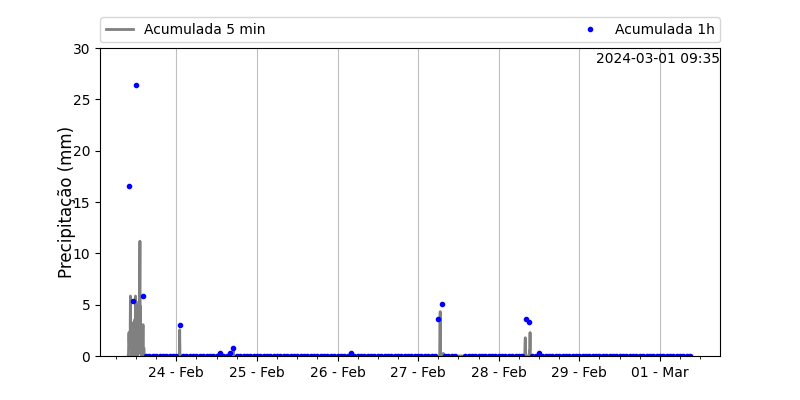 Acumulada 5 min Acumulada 1h
2024-03-01 09:35
Precipitação (mm)
30
25
20
15
10
5
0
24 - Feb 25 - Feb 26 - Feb 27 - Feb 28 - Feb 29 - Feb 01 - Mar